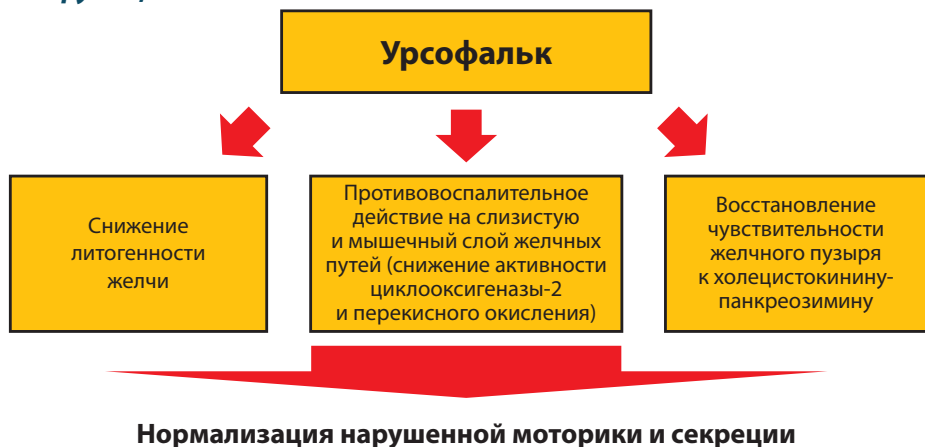 Урсофальк
Снижение
литогенности
желчи
Противовоспалительное
действие на слизистую
и мышечный слой желчных
путей (снижение активности
циклооксигеназы-2
и перекисного окисления)
Восстановление
чувствительности
желчного пузыря
к холецистокинину-
панкреозимину
Нормализация нарушенной моторики и секреции